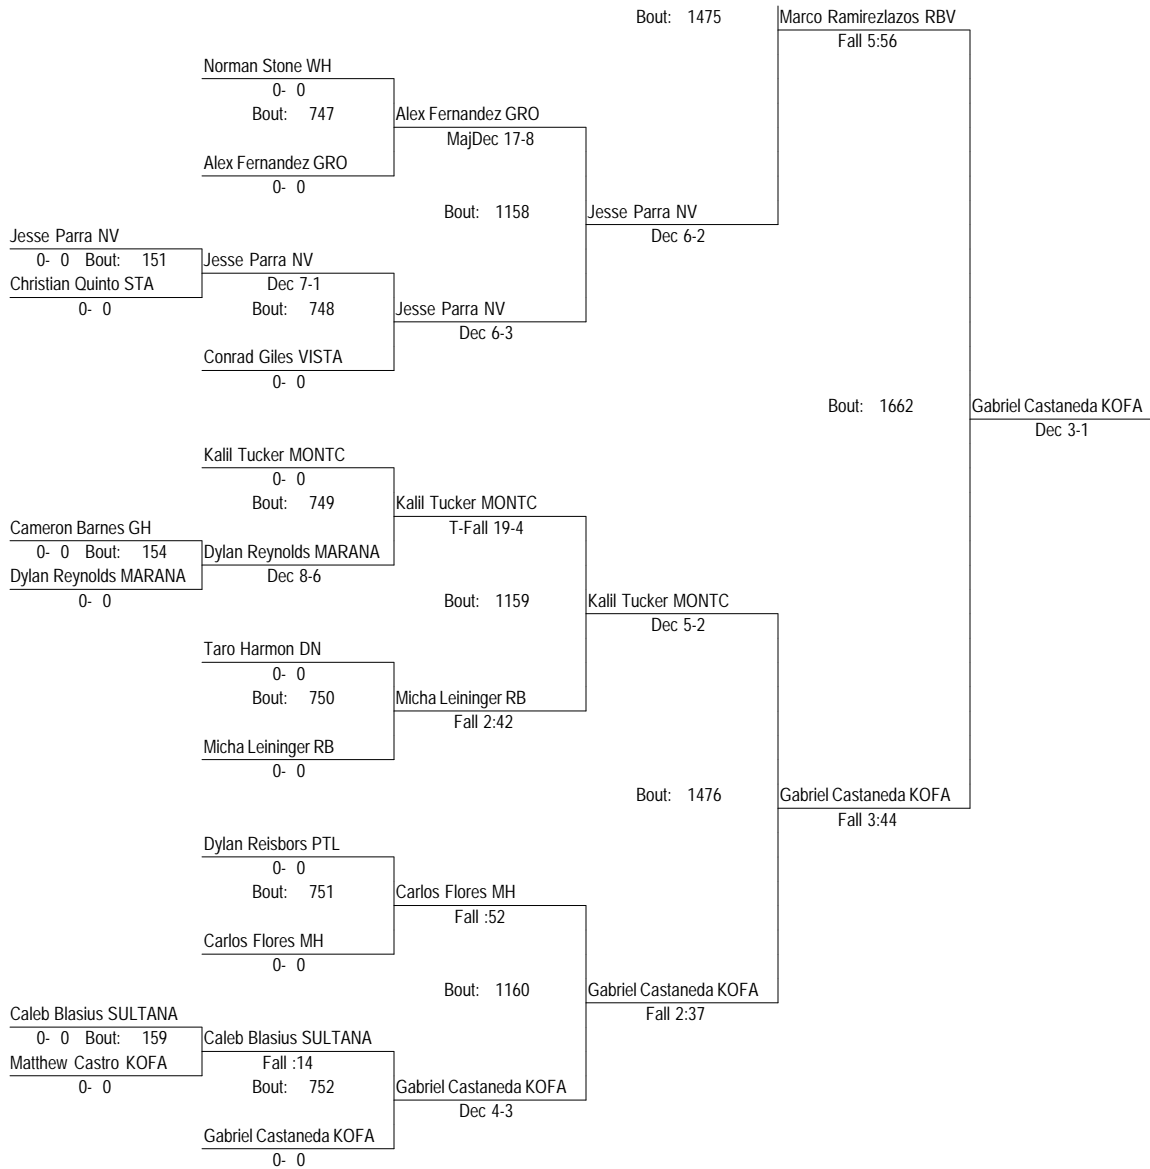 Bout: 1475
Marco Ramirezlazos RBV
Fall 5:56
Norman Stone WH
0- 0
Bout: 747
Alex Fernandez GRO
MajDec 17-8
Alex Fernandez GRO
0- 0
Bout: 1158
Jesse Parra NV
Dec 6-2
Jesse Parra NV
0- 0 Bout: 151
Jesse Parra NV
Christian Quinto STA
Dec 7-1
0- 0
Bout: 748
Jesse Parra NV
Dec 6-3
Conrad Giles VISTA
0- 0
Bout: 1662
Gabriel Castaneda KOFA
Dec 3-1
Kalil Tucker MONTC
0- 0
Bout: 749
Kalil Tucker MONTC
T-Fall 19-4
Cameron Barnes GH
0- 0 Bout: 154
Dylan Reynolds MARANA
Dylan Reynolds MARANA
Dec 8-6
0- 0
Bout: 1159
Kalil Tucker MONTC
Dec 5-2
Taro Harmon DN
0- 0
Bout: 750
Micha Leininger RB
Fall 2:42
Micha Leininger RB
0- 0
Bout: 1476
Gabriel Castaneda KOFA
Fall 3:44
Dylan Reisbors PTL
0- 0
Bout: 751
Carlos Flores MH
Fall :52
Carlos Flores MH
0- 0
Bout: 1160
Gabriel Castaneda KOFA
Fall 2:37
Caleb Blasius SULTANA
0- 0 Bout: 159
Caleb Blasius SULTANA
Matthew Castro KOFA
Fall :14
0- 0
Bout: 752
Gabriel Castaneda KOFA
Dec 4-3
Gabriel Castaneda KOFA
0- 0